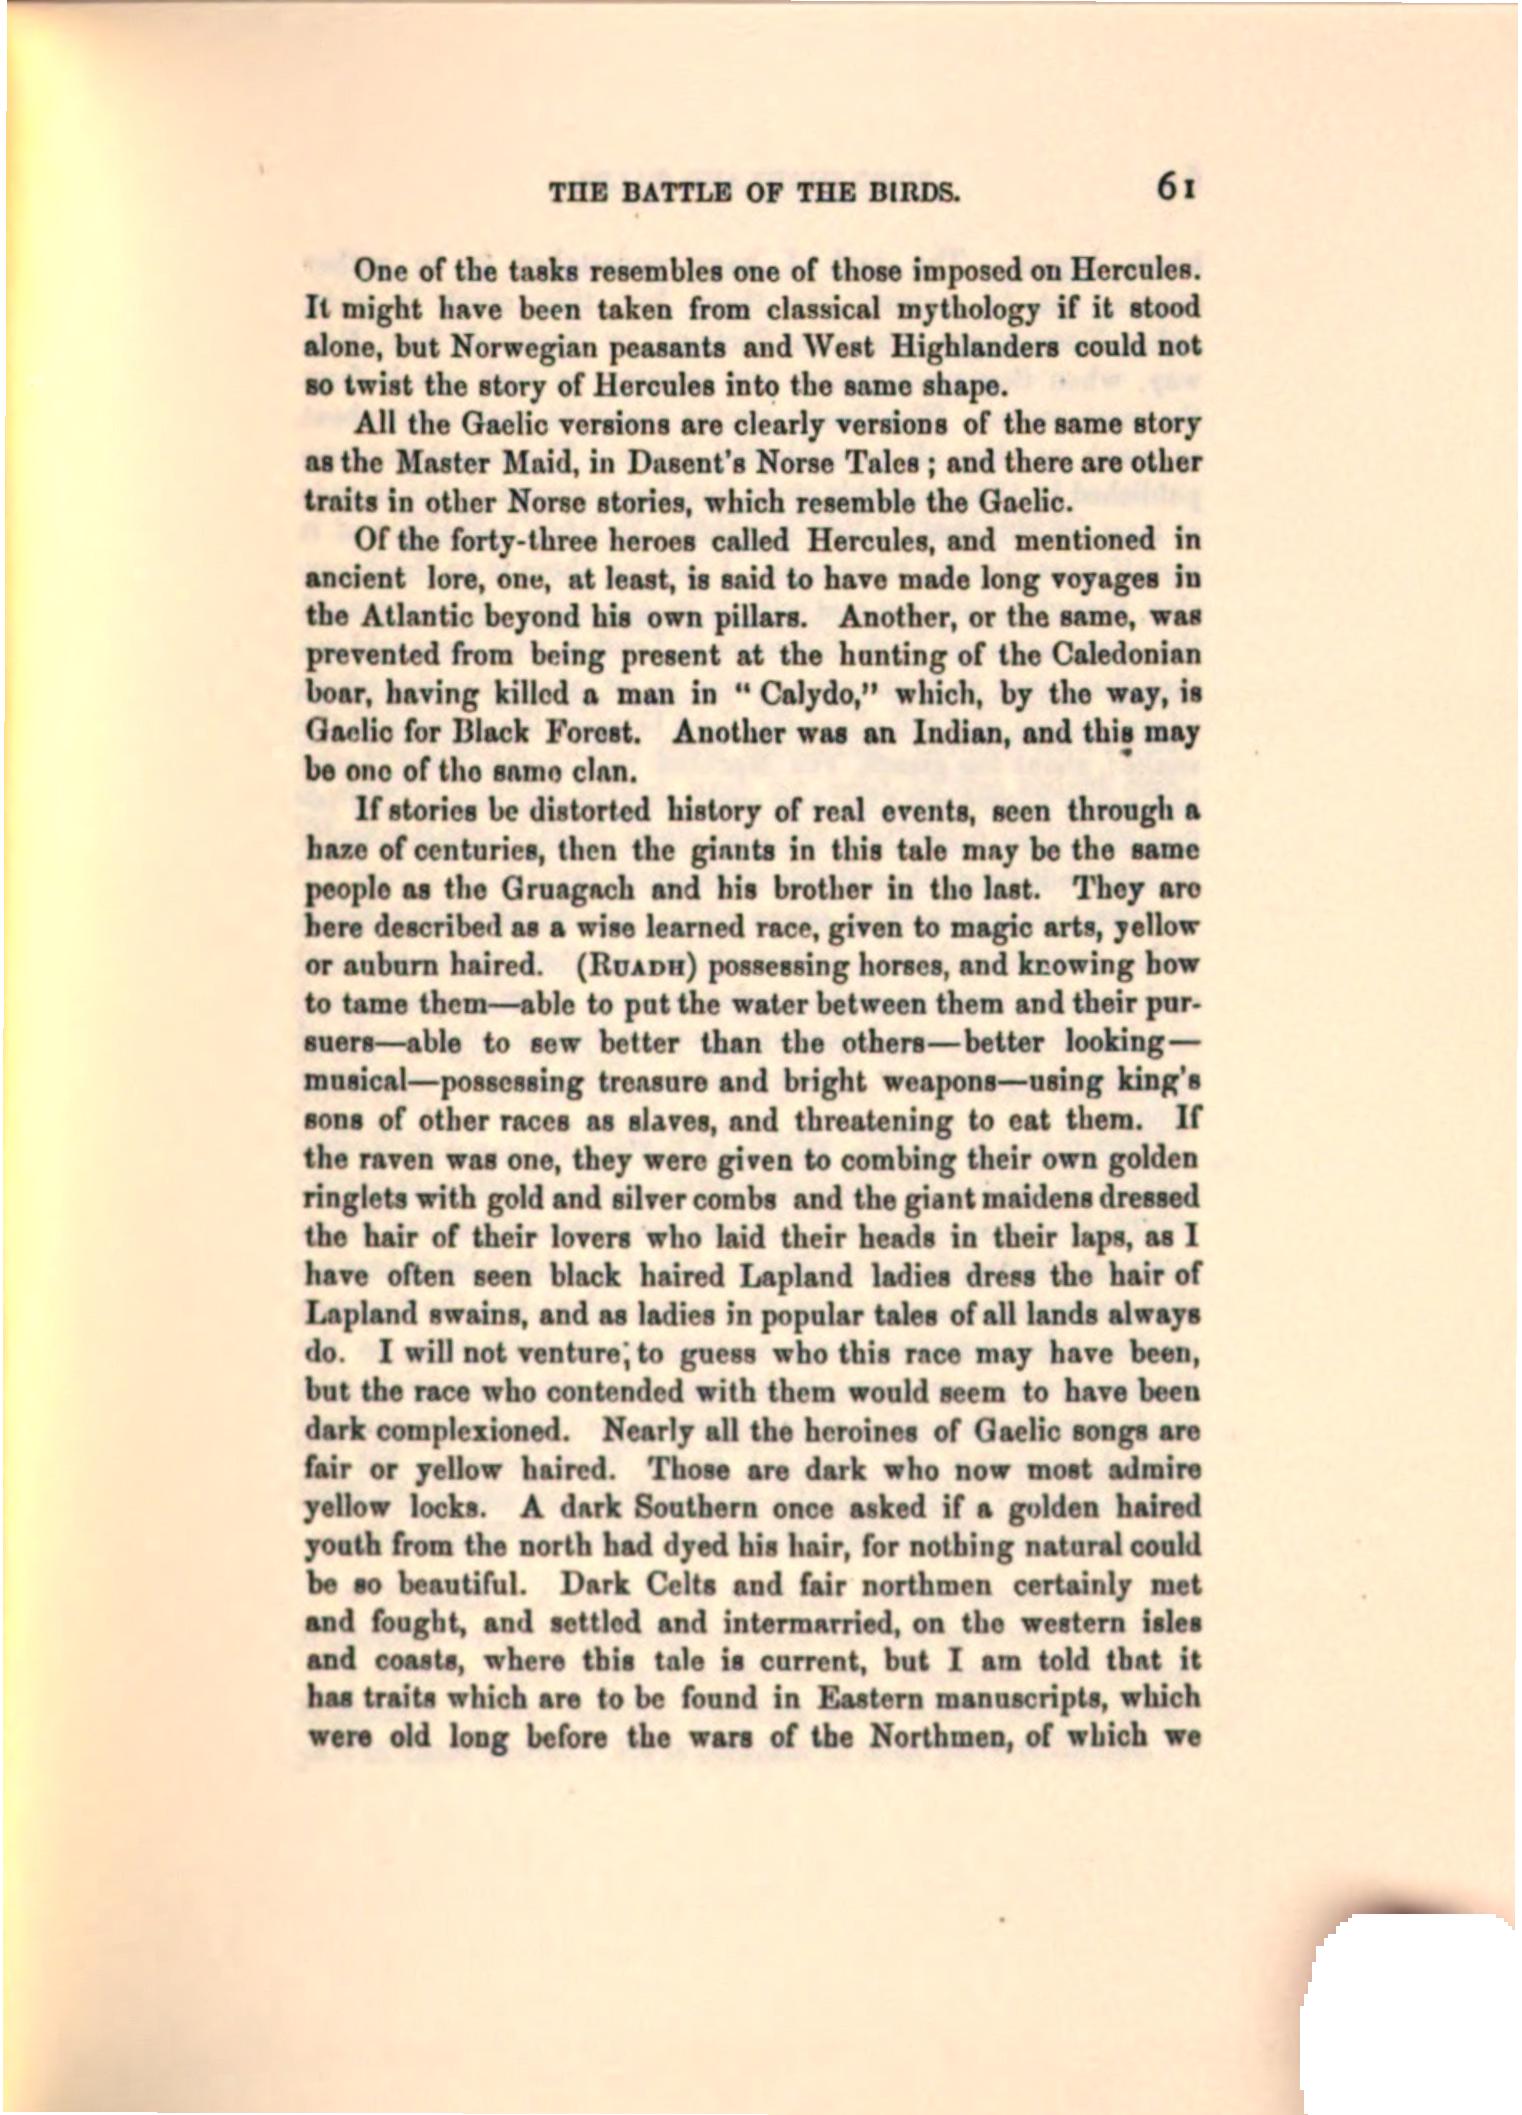 THE BATTLE OF THE BIRDS. 61
One of the tasks resembles one of those imposed on Hercules.
It might have been taken from classical mythology if it stood
alone, but Norwegian peasants and West Highlanders could not
so twist the story of Hercules into the same shape.
All the Gaelic versions are clearly versions of the same story
as the Master Maid, in Dasent's Norse Tales ; and there are other
traits in other Norse stories, which resemble the Gaelic.
Of the forty-three heroes called Hercules, and mentioned in
ancient lore, one, at least, is said to have made long voyages in
the Atlantic beyond his own pillars. Another, or the same, was
prevented from being present at the hunting of the Caledonian
boar, having killed a man in “ Calydo,” which, by the way, is
Gaelic for Black Forest. Another was an Indian, and this may
be one of the same clan.
If stories be distorted history of real events, seen through a
haze of centuries, then the giants in this tale may be the same
people as the Gruagach and his brother in the last. They are
here described as a wise learned race, given to magic arts, yellow
or auburn haired. (RUADH) possessing horses, and knowing how
to tame them—able to put the water between them and their pur-
suers—able to sew better than the others—better looking—
musical—possessing treasure and bright weapons—using king's
sons of other races as slaves, and threatening to eat them. If
the raven was one, they were given to combing their own golden
ringlets with gold and silver combs and the giant maidens dressed
the hair of their lovers who laid their heads in their laps, as I
have often seen black haired Lapland ladies dress the hair of
Lapland swains, and as ladies in popular tales of all lands always
do. I will not venture; to guess who this race may have been,
but the race who contended with them would seem to have been
dark complexioned. Nearly all the heroines of Gaelic songs are
fair or yellow haired. Those are dark who now most admire
yellow locks. A dark Southern once asked if a golden haired
youth from the north had dyed his hair, for nothing natural could
be so beautiful. Dark Celts and fair northmen certainly met
and fought, and settled and intermarried, on the western isles
and coasts, where this tale is current, but I am told that it
has traits which are to be found in Eastern manuscripts, which
were old long before the wars of the Northmen, of which we